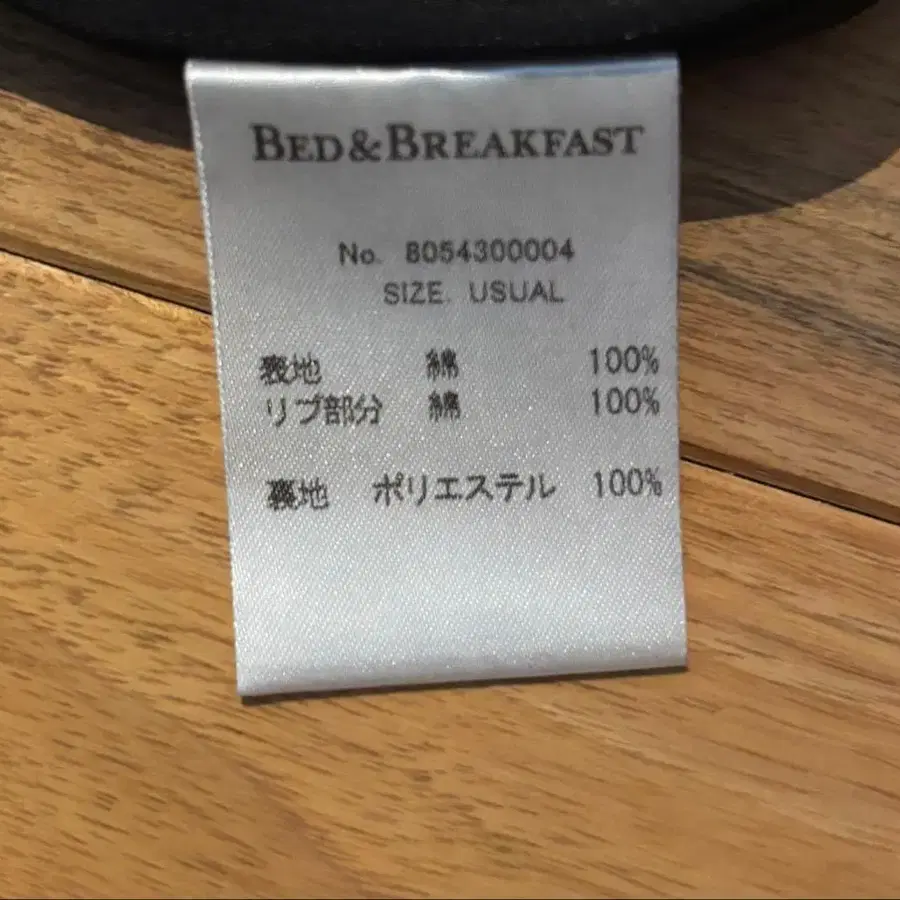 BED&BREAKFAST
No. 8054300004
SIZE. USUAL
表地 綿 100%
リブ部分 綿 100%
裏地 ポリエステル 100%